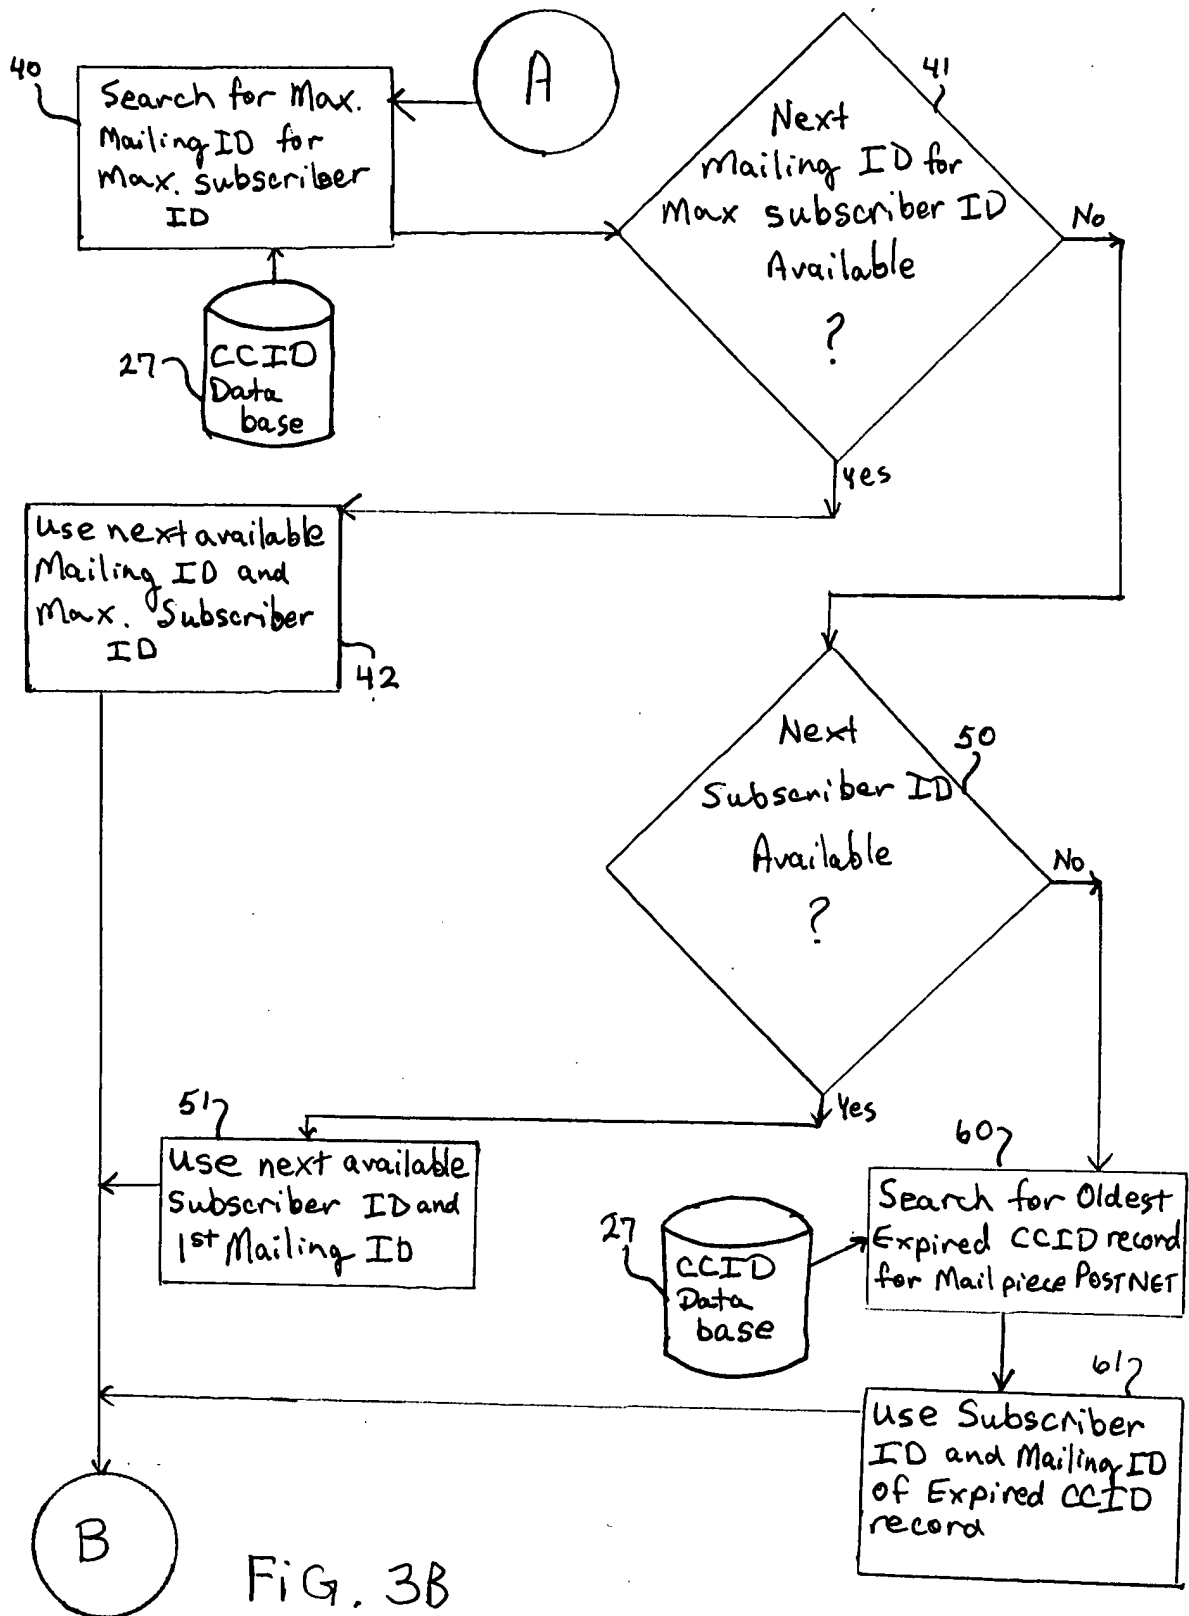 40
Search for Max.
Mailing ID for
Max. subscriber
ID
A
41
Next
Mailing ID for
Max subscriber ID
Available
?
No
27
CCID
Data
base
yes
use next available
Mailing ID and
Max. Subscriber
ID
42
Next
Subscriber ID
Available
?
50
No
Yes
51
use next available
Subscriber ID and
1st Mailing ID
60
Search for Oldest
Expired CCID record
for Mailpiece POSTNET
27
CCID
Data
base
61
use Subscriber
ID and Mailing ID
of Expired CCID
record
B
FiG. 3B